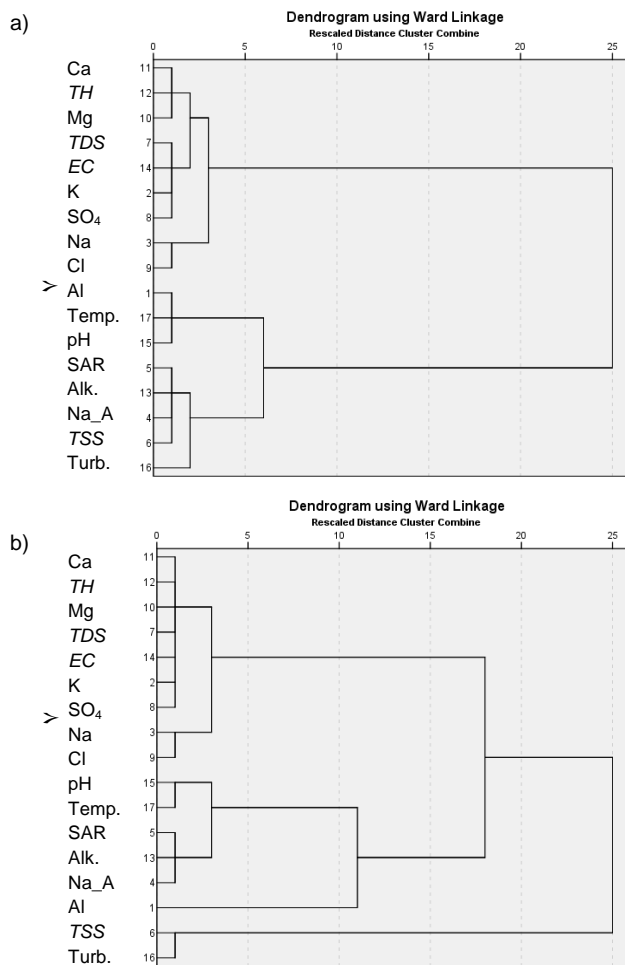 a)
Dendrogram using Ward Linkage
Rescaled Distance Cluster Combine
0 5 10 15 20 25
Ca 11
TH 12
Mg 10
TDS 7
EC 14
K 2
SO₄ 8
Na 3
Cl 9
Y
Al 1
Temp. 17
pH 15
SAR 5
Alk. 13
Na_A 4
TSS 6
Turb. 16
b)
Dendrogram using Ward Linkage
Rescaled Distance Cluster Combine
0 5 10 15 20 25
Ca 11
TH 12
Mg 10
TDS 7
EC 14
K 2
SO₄ 8
Y
Na 3
Cl 9
pH 15
Temp. 17
SAR 5
Alk. 13
Na_A 4
Al 1
TSS 6
Turb. 16